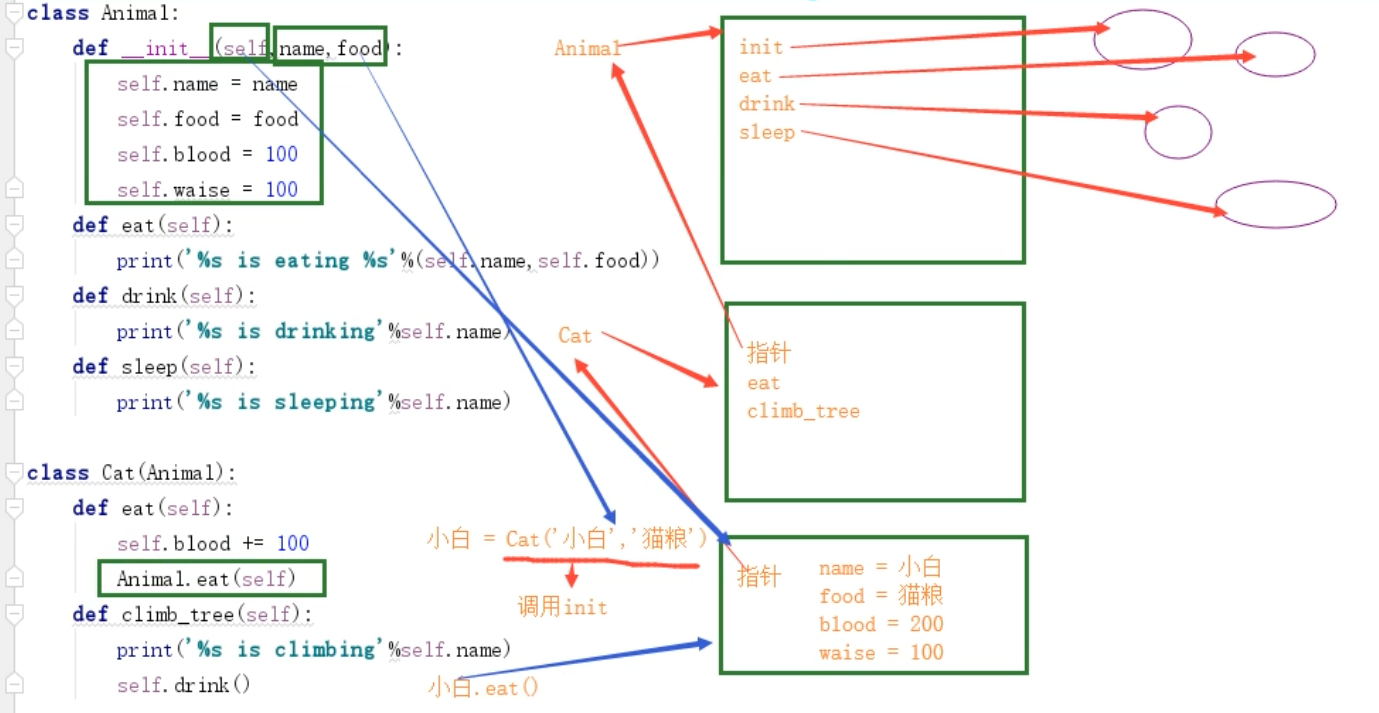 class Animal:
def __init__(self,name,food):
self.name = name
self.food = food
self.blood = 100
self.waise = 100
def eat(self):
print('%s is eating %s'%(self.name,self.food))
def drink(self):
print('%s is drinking'%self.name)
def sleep(self):
print('%s is sleeping'%self.name)
class Cat(Animal):
def eat(self):
self.blood += 100
Animal.eat(self)
def climb_tree(self):
print('%s is climbing'%self.name)
self.drink()
Animal
init
eat
drink
sleep
Cat
指针
eat
climb_tree
小白 = Cat('小白','猫粮')
调用init
小白.eat()
指针
name = 小白
food = 猫粮
blood = 200
waise = 100